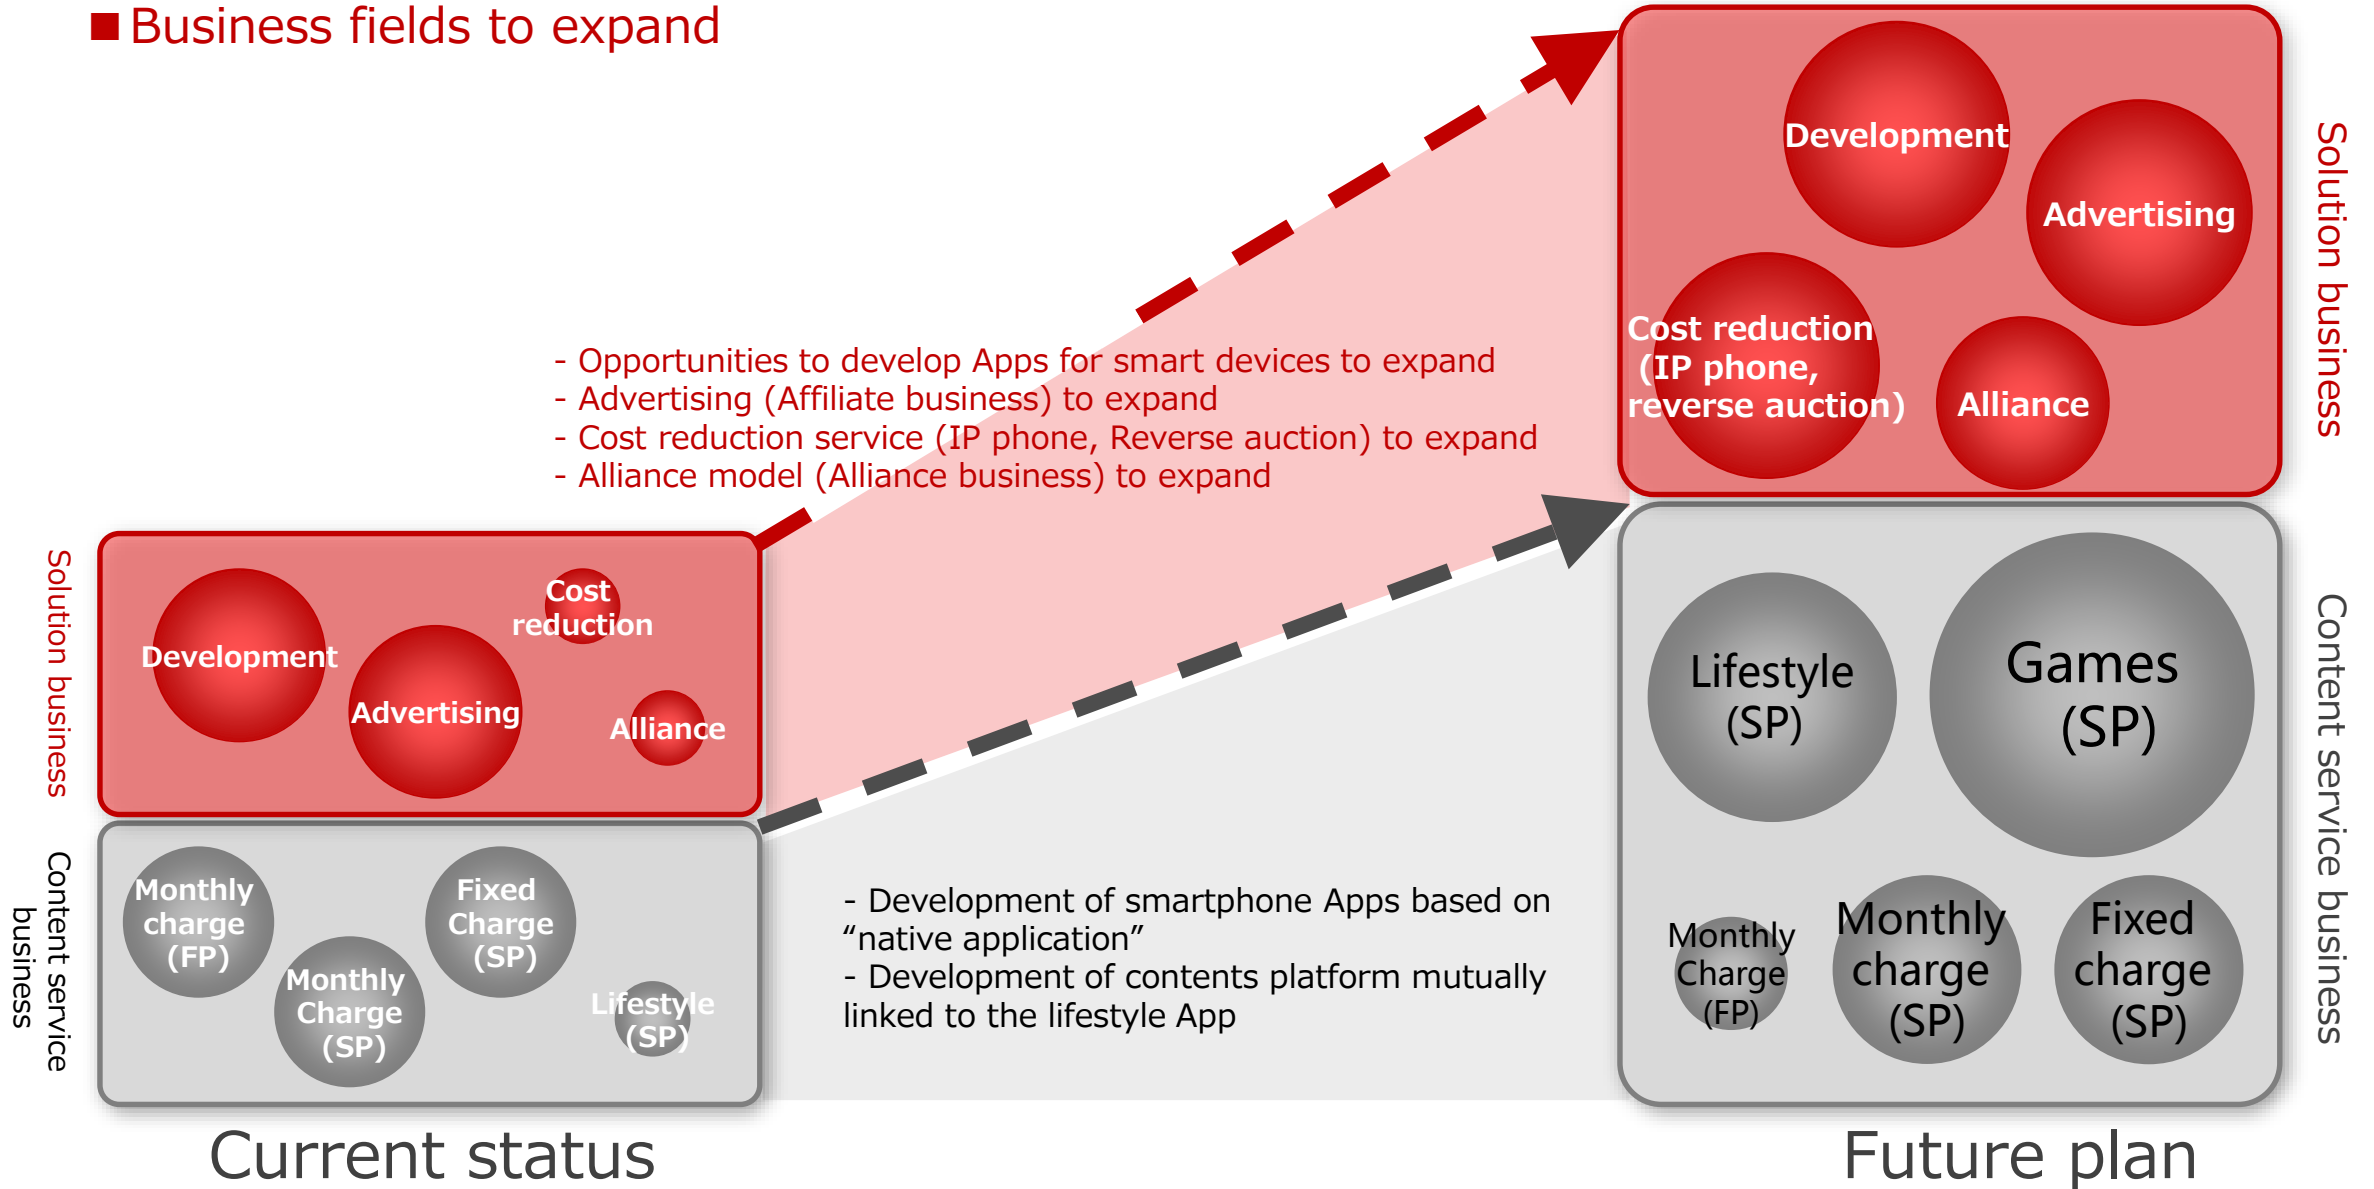 ■ Business fields to expand
- Opportunities to develop Apps for smart devices to expand
- Advertising (Affiliate business) to expand
- Cost reduction service (IP phone, Reverse auction) to expand
- Alliance model (Alliance business) to expand
Solution business
Development
Advertising
Cost
reduction
Alliance
Content service
business
Monthly
charge
(FP)
Monthly
Charge
(SP)
Fixed
Charge
(SP)
Lifestyle
(SP)
Current status
- Development of smartphone Apps based on
“native application”
- Development of contents platform mutually
linked to the lifestyle App
Development
Advertising
Cost reduction
(IP phone,
reverse auction)
Alliance
Solution business
Lifestyle
(SP)
Games
(SP)
Monthly
Charge
(FP)
Monthly
charge
(SP)
Fixed
charge
(SP)
Content service business
Future plan